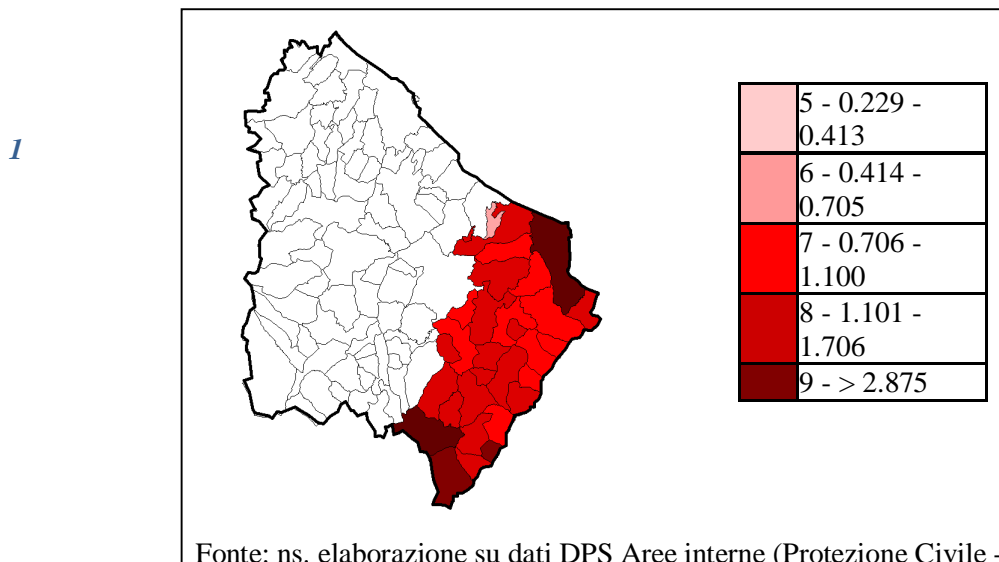 1
5 - 0.229 -
0.413
6 - 0.414 -
0.705
7 - 0.706 -
1.100
8 - 1.101 -
1.706
9 - > 2.875
Fonte: ns. elaborazione su dati DPS Aree interne (Protezione Civile -